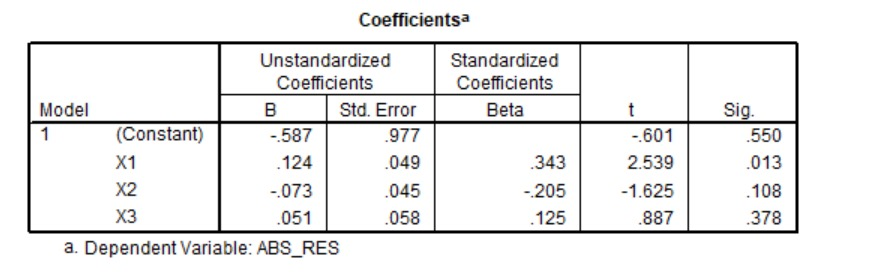 Coefficientsa
Unstandardized Coefficients Standardized Coefficients
Model B Std. Error Beta t Sig.
1 (Constant) -.587 .977 -.601 .550
X1 .124 .049 .343 2.539 .013
X2 -.073 .045 -.205 -1.625 .108
X3 .051 .058 .125 .887 .378
a. Dependent Variable: ABS_RES